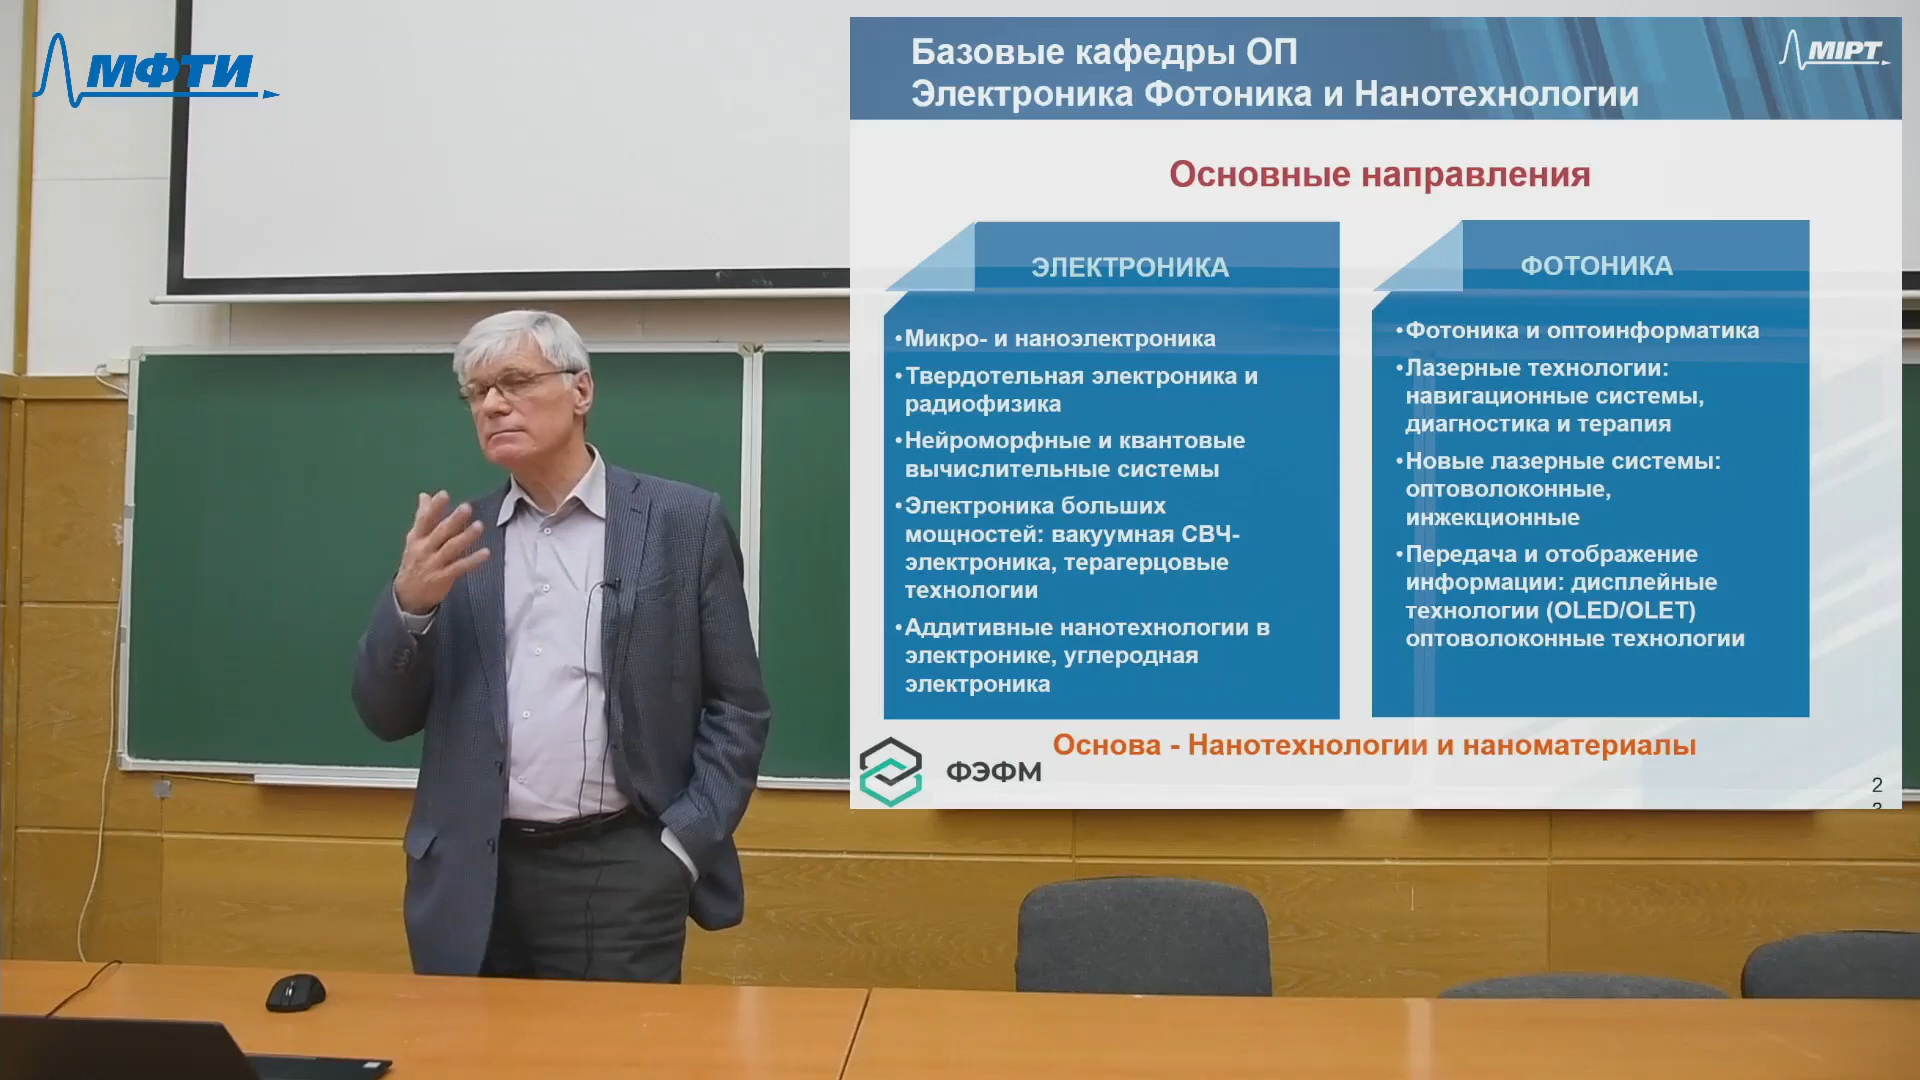 МФТИ
Базовые кафедры ОП
Электроника Фотоника и Нанотехнологии
MIPT
Основные направления
ЭЛЕКТРОНИКА
•Микро- и наноэлектроника
•Твердотельная электроника и
радиофизика
•Нейроморфные и квантовые
вычислительные системы
•Электроника больших
мощностей: вакуумная СВЧ-
электроника, терагерцовые
технологии
•Аддитивные нанотехнологии в
электронике, углеродная
электроника
ФОТОНИКА
•Фотоника и оптоинформатика
•Лазерные технологии:
навигационные системы,
диагностика и терапия
•Новые лазерные системы:
оптоволоконные,
инжекционные
•Передача и отображение
информации: дисплейные
технологии (OLED/OLET)
оптоволоконные технологии
Основа - Нанотехнологии и наноматериалы
ФЭФМ
2